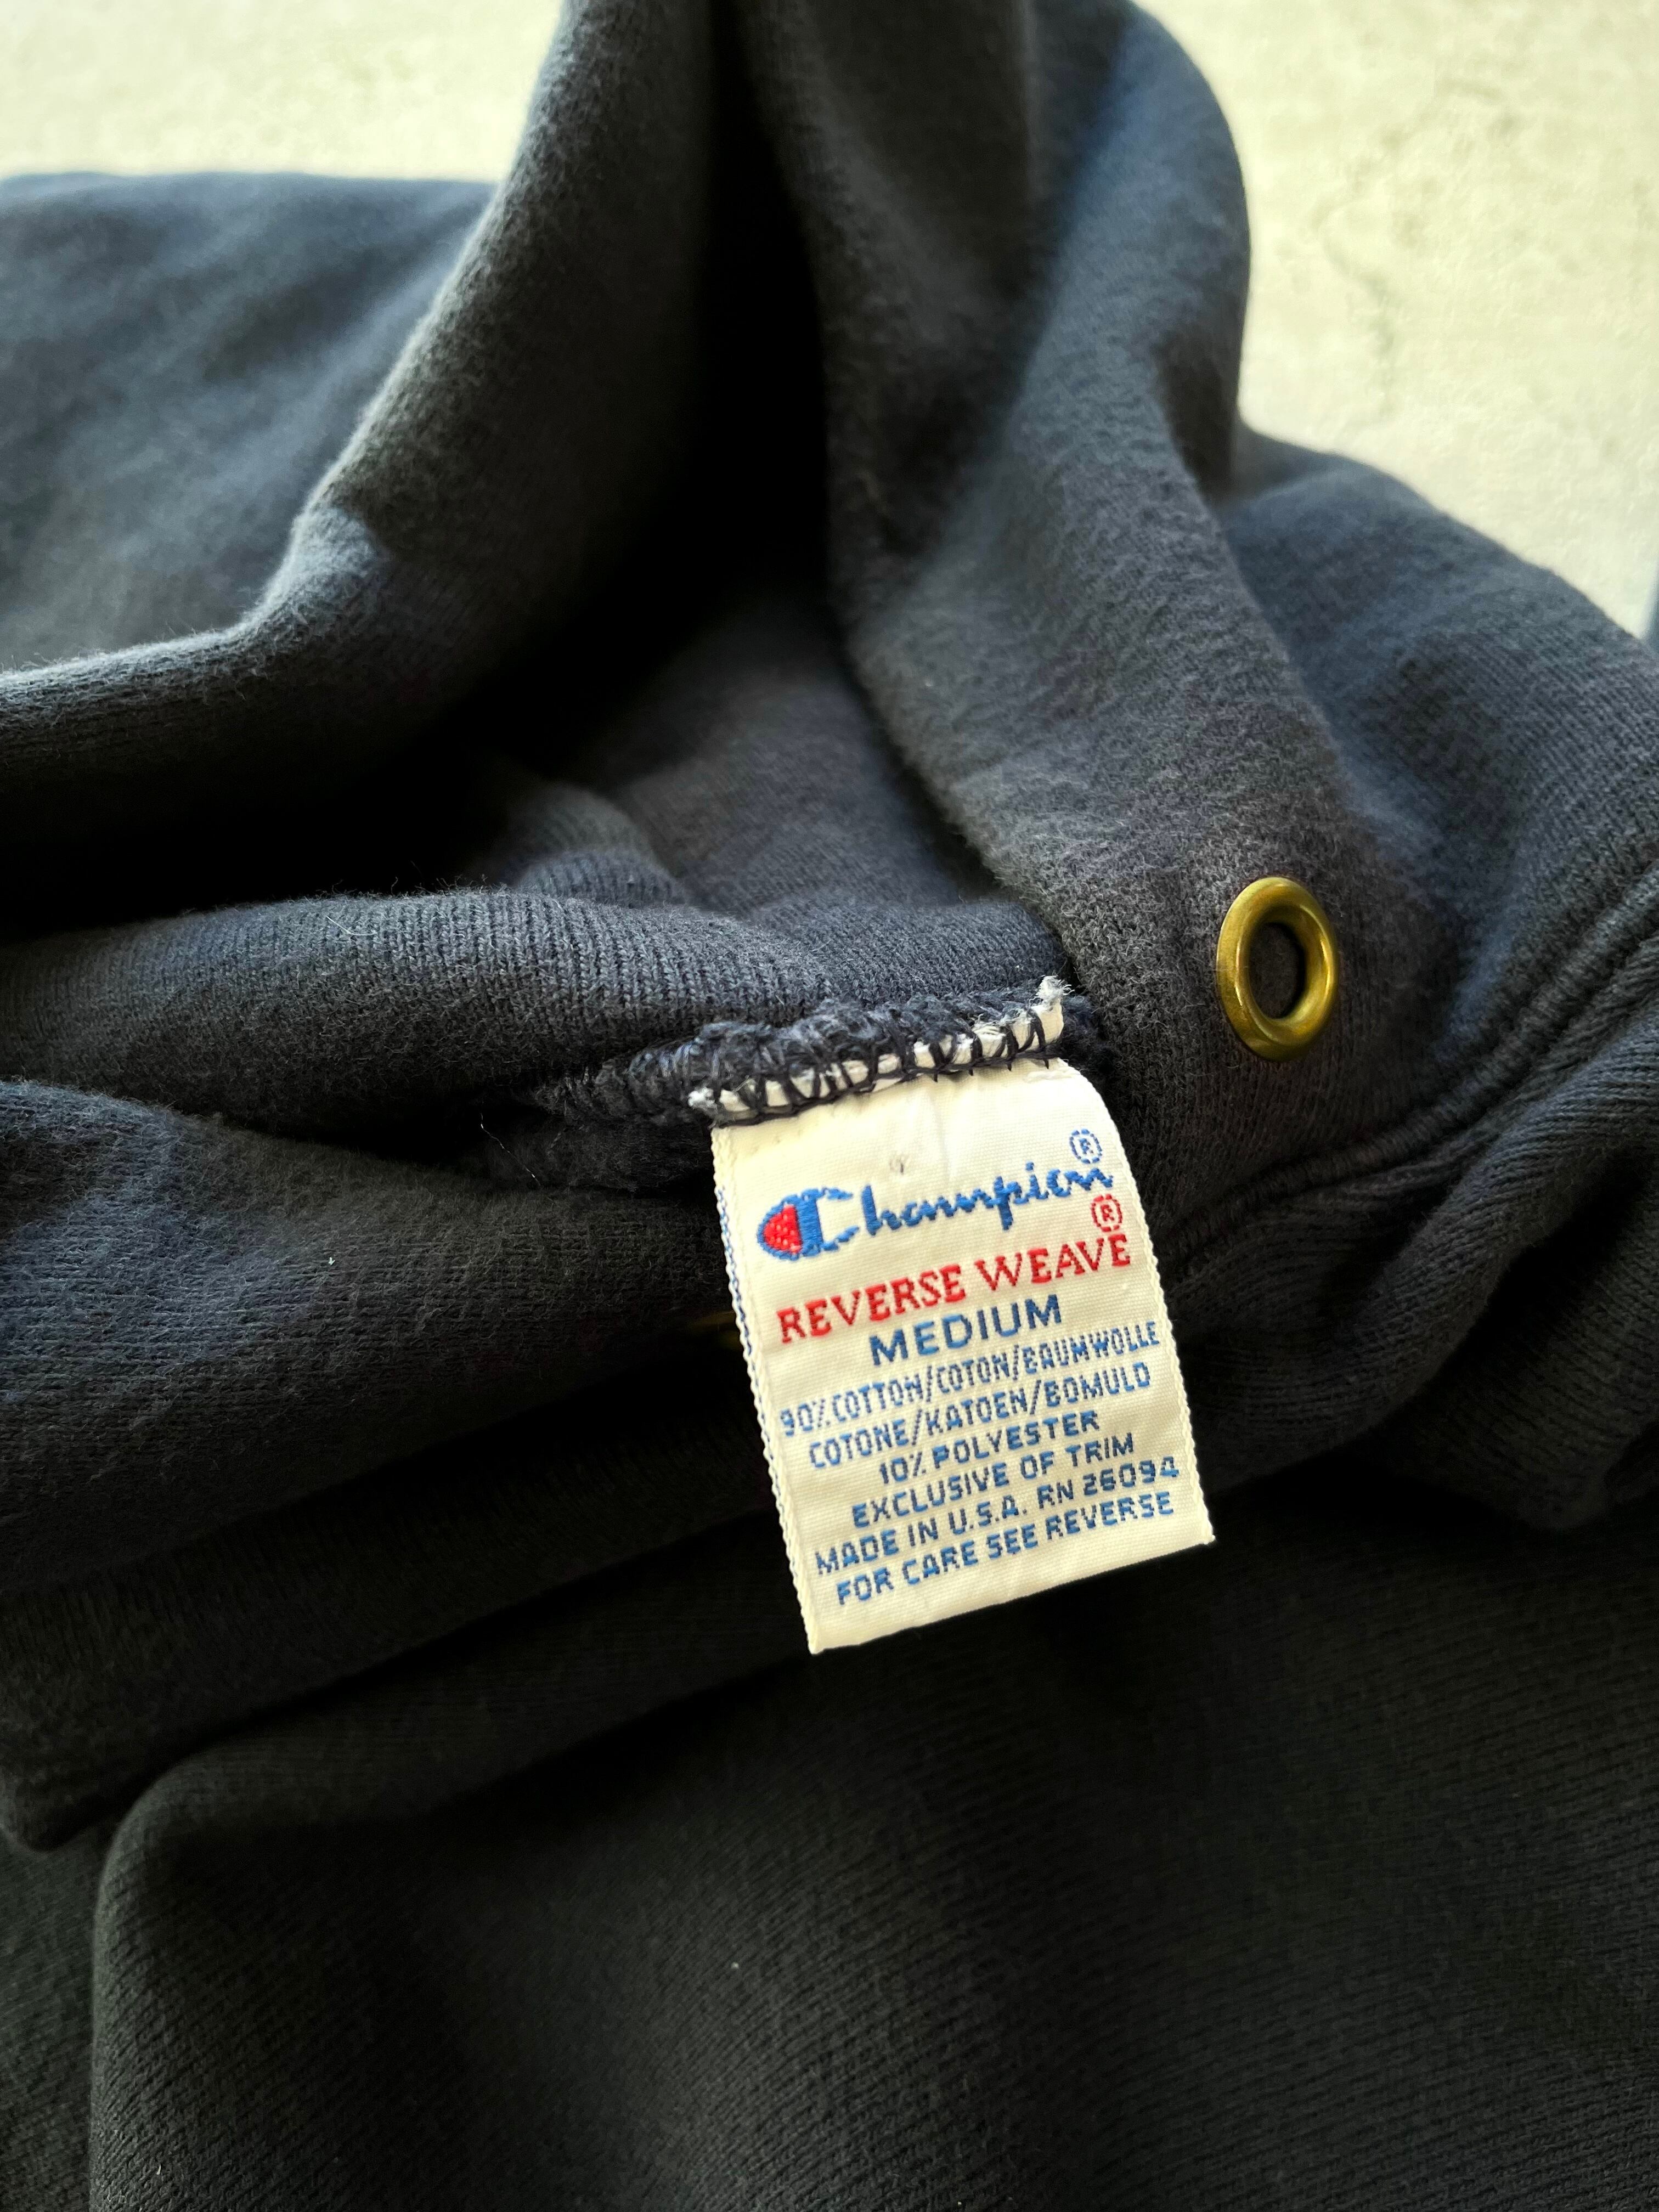 Champion®
REVERSE WEAVE®
MEDIUM
90% COTTON/COTON/BAUMWOLLE
COTONE/KATOEN/BOMULD
10% POLYESTER
EXCLUSIVE OF TRIM
MADE IN U.S.A. RN 26094
FOR CARE SEE REVERSE